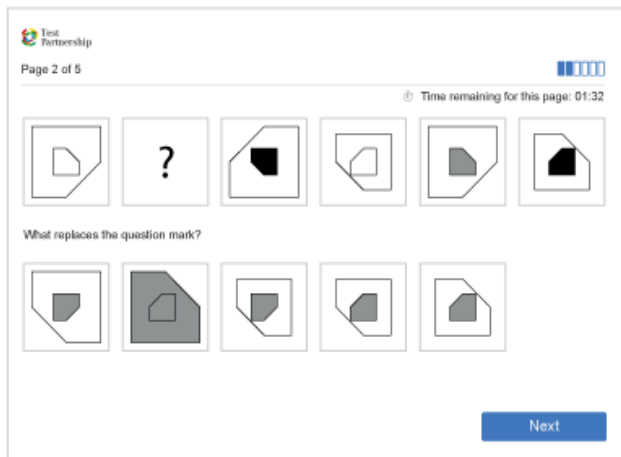 Test
Partnership
Page 2 of 5
Time remaining for this page: 01:32
?
What replaces the question mark?
Next